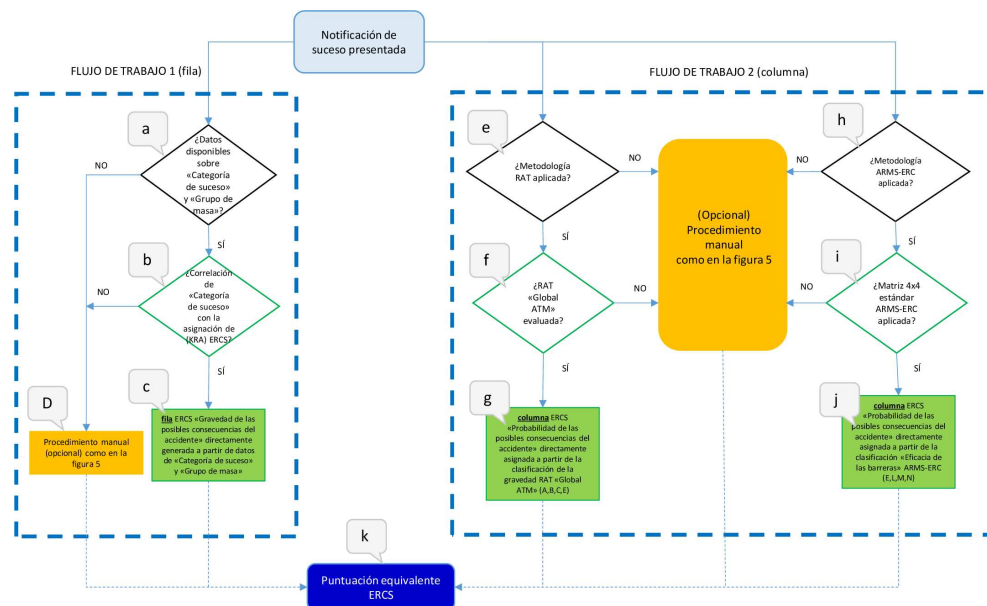 Notificación de
suceso presentada
FLUJO DE TRABAJO 1 (fila)
a
¿Datos
disponibles
sobre
«Categoría
de suceso»
y «Grupo de
masa»?
NO
SÍ
b
¿Correlación
de
«Categoría
de suceso»
con la
asignación de
(KRA) ERCS?
NO
SÍ
c
fila ERCS «Gravedad de las
posibles consecuencias del
accidente» directamente
generada a partir de datos
de «Categoría de suceso»
y «Grupo de masa»
D
Procedimiento manual
(opcional) como en la
figura 5
FLUJO DE TRABAJO 2 (columna)
e
¿Metodología
RAT aplicada?
NO
SÍ
f
¿RAT
«Global
ATM»
evaluada?
NO
SÍ
g
columna ERCS
«Probabilidad de las
posibles consecuencias del
accidente» directamente
asignada a partir de la
clasificación de la
gravedad RAT «Global
ATM» (A,B,C,E)
(Opcional)
Procedimiento
manual
como en la figura 5
h
¿Metodología
ARMS-ERC
aplicada?
NO
SÍ
i
¿Matriz 4x4
estándar
ARMS-ERC
aplicada?
NO
SÍ
j
columna ERCS
«Probabilidad de las
posibles consecuencias del
accidente» directamente
asignada a partir de la
clasificación «Eficacia de
las barreras» ARMS-ERC
(E,L,M,N)
k
Puntuación equivalente
ERCS